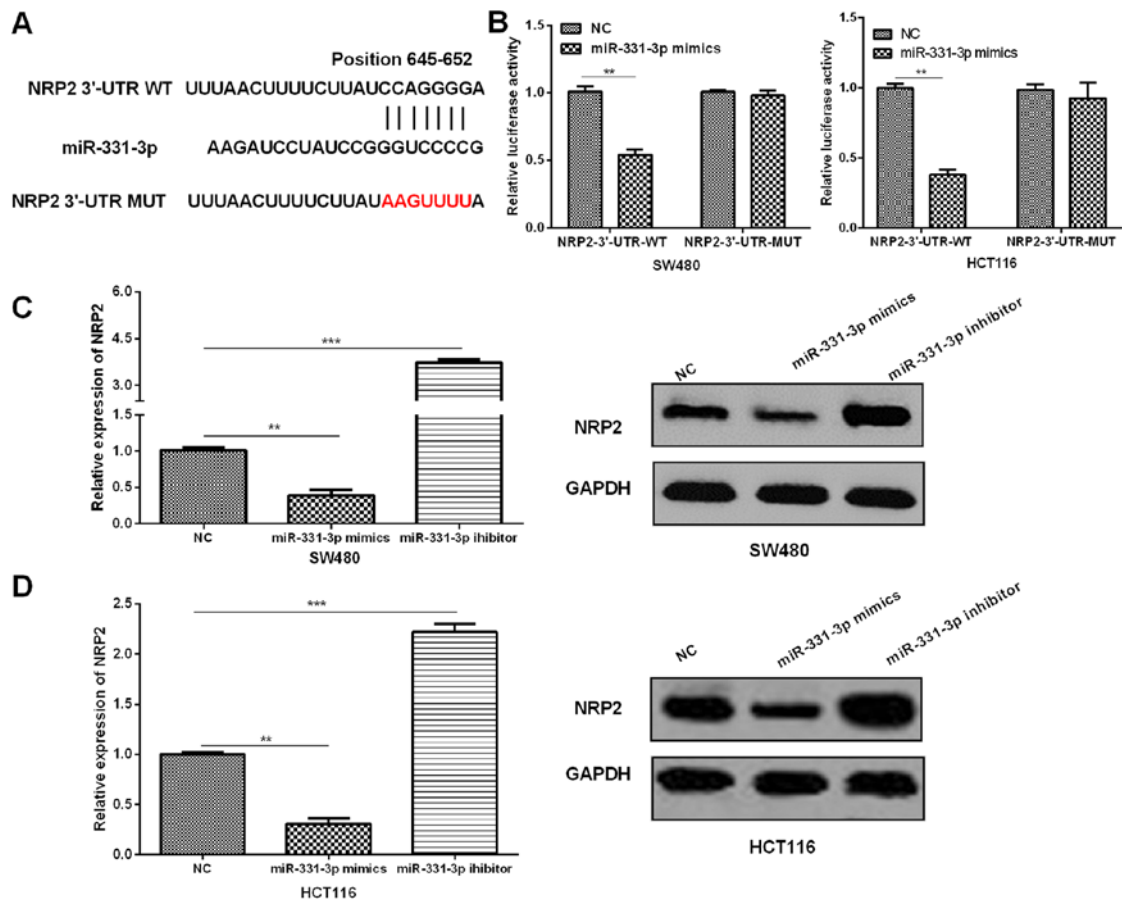 A
Position 645-652
NRP2 3'-UTR WT UUUAACUUUUCUUAUCCAGGGGA
miR-331-3p AAGAUCCUAUCCGGGUCCCCG
NRP2 3'-UTR MUT UUUAACUUUUCUUAUAAGUUUUA
B
Relative luciferase activity
1.5
1.0
0.5
0.0
NC
miR-331-3p mimics
**
NRP2-3'-UTR-WT NRP2-3'-UTR-MUT
SW480
Relative luciferase activity
1.5
1.0
0.5
0.0
NC
miR-331-3p mimics
**
NRP2-3'-UTR-WT NRP2-3'-UTR-MUT
HCT116
C
Relative expression of NRP2
6.0
4.5
3.0
1.5
1.0
0.5
0.0
***
**
NC miR-331-3p mimics miR-331-3p ihibitor
SW480
NC miR-331-3p mimics miR-331-3p inhibitor
NRP2
GAPDH
SW480
D
Relative expression of NRP2
2.5
2.0
1.5
1.0
0.5
0.0
***
**
NC miR-331-3p mimics miR-331-3p ihibitor
HCT116
NC miR-331-3p mimics miR-331-3p inhibitor
NRP2
GAPDH
HCT116